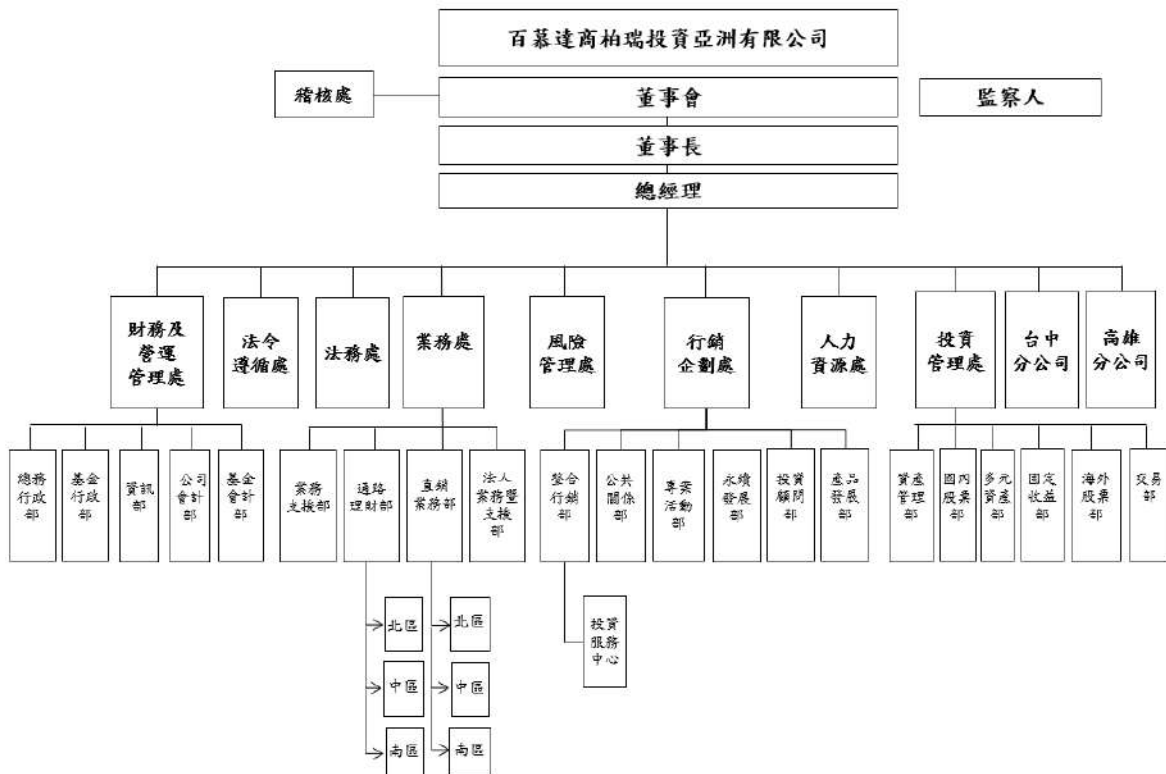 百慕達商柏瑞投資亞洲有限公司
稽核處
董事會
監察人
董事長
總經理
財務及
營運
管理處
法令
遵循處
法務處
業務處
風險
管理處
行銷
企劃處
人力
資源處
投資
管理處
台中
分公司
高雄
分公司
總務
行政
部
基金
行政
部
資訊
部
公司
會計
部
基金
會計
部
業務
支援部
通路
理財部
直銷
業務部
法人
業務暨
支援
部
整合
行銷
部
公共
關係
部
專案
活動
部
永續
發展
部
投資
顧問
部
產品
發展
部
資產
管理
部
國內
股票
部
多元
資產
部
固定
收益
部
海外
股票
部
交易
部
北區
北區
投資
服務
中心
中區
中區
南區
南區